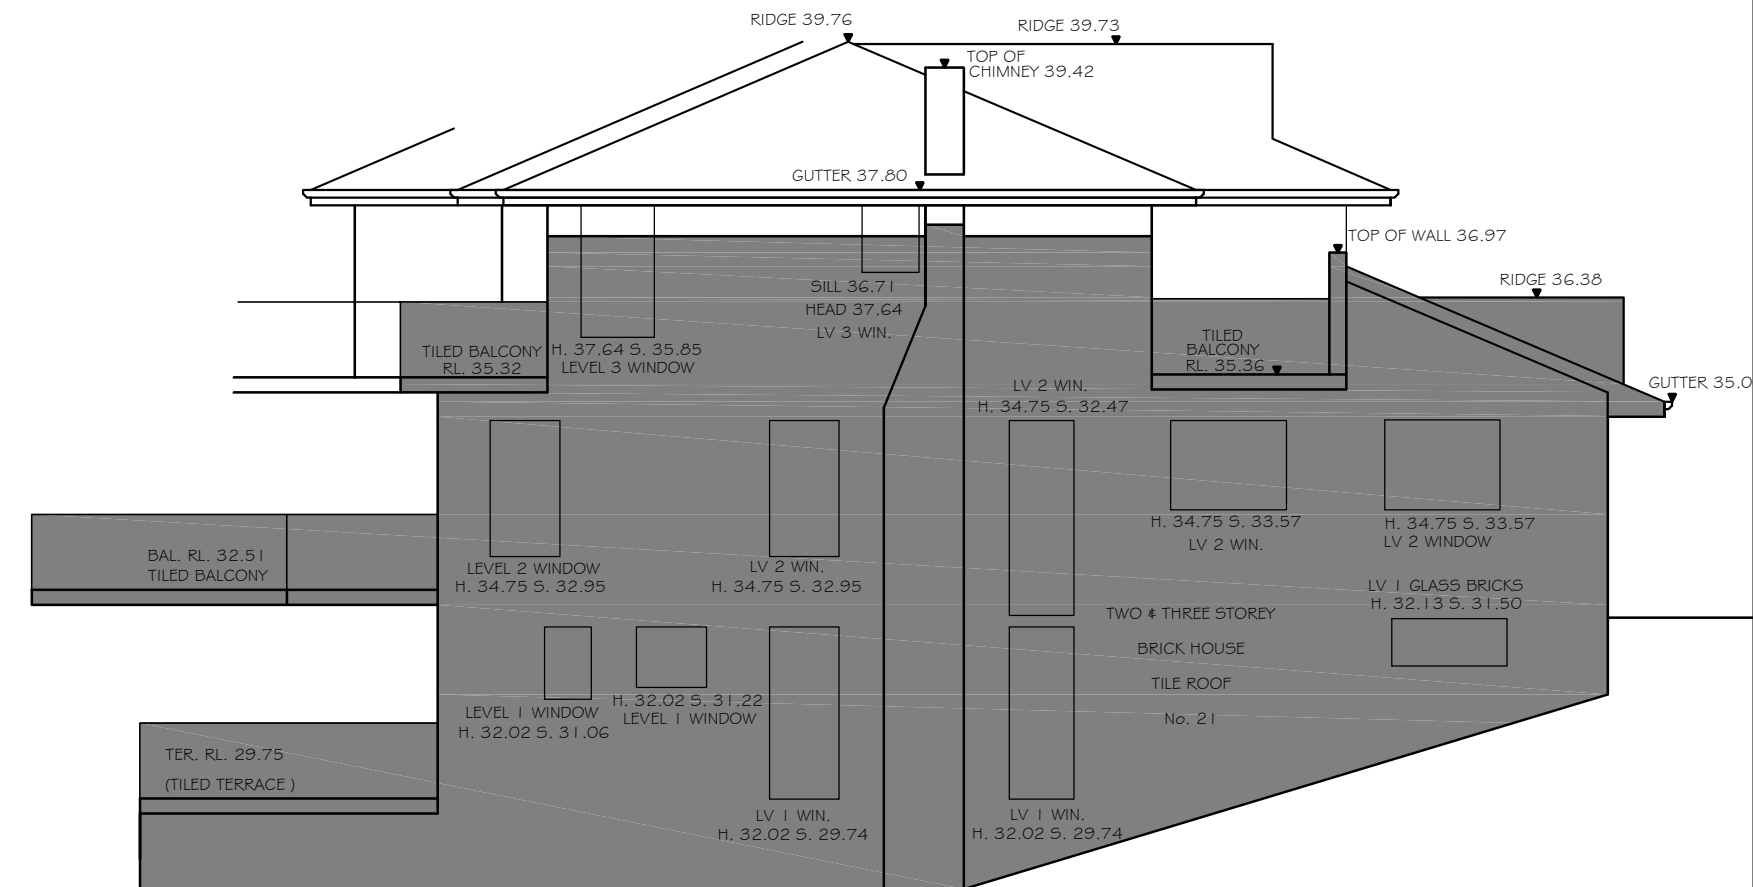 RIDGE 39.76
RIDGE 39.73
TOP OF
CHIMNEY 39.42
GUTTER 37.80
TOP OF WALL 36.97
RIDGE 36.38
SILL 36.71
HEAD 37.64
LV 3 WIN.
TILED BALCONY
RL. 35.32
H. 37.64 S. 35.85
LEVEL 3 WINDOW
TILED
BALCONY
RL. 35.36
GUTTER 35.0
LV 2 WIN.
H. 34.75 S. 32.47
H. 34.75 S. 33.57
LV 2 WIN.
H. 34.75 S. 33.57
LV 2 WINDOW
BAL. RL. 32.51
TILED BALCONY
LEVEL 2 WINDOW
H. 34.75 S. 32.95
LV 2 WIN.
H. 34.75 S. 32.95
LV 1 GLASS BRICKS
H. 32.13 S. 31.50
TWO & THREE STOREY
BRICK HOUSE
TILE ROOF
No. 21
LEVEL 1 WINDOW
H. 32.02 S. 31.06
H. 32.02 S. 31.22
LEVEL 1 WINDOW
TER. RL. 29.75
(TILED TERRACE )
LV 1 WIN.
H. 32.02 S. 29.74
LV 1 WIN.
H. 32.02 S. 29.74